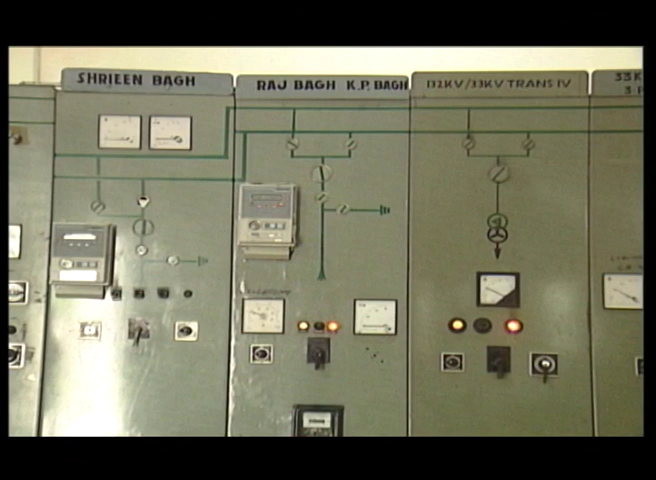 SHRIEEN BAGH
RAJ BAGH K.P. BAGH
132KV/33KV TRANS IV
33K